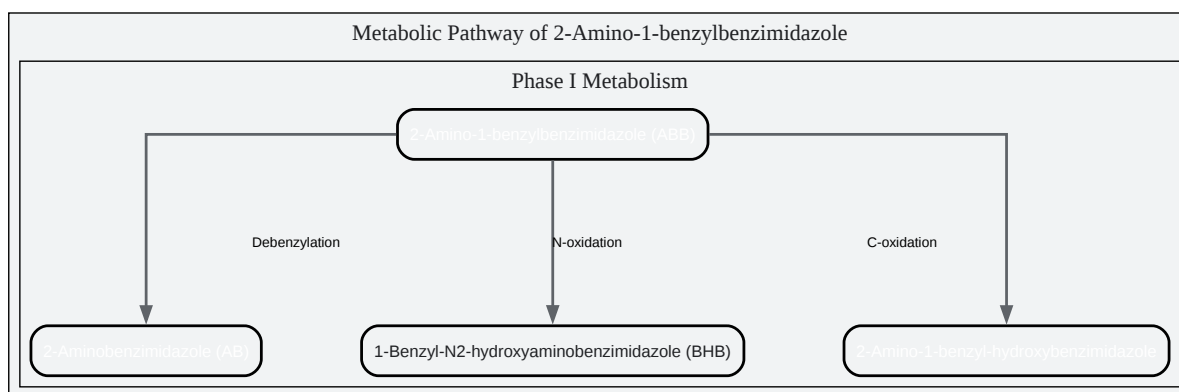 Metabolic Pathway of 2-Amino-1-benzylbenzimidazole
Phase I Metabolism
2-Amino-1-benzylbenzimidazole (ABB)
Debenzylation
N-oxidation
C-oxidation
2-Aminobenzimidazole (AB)
1-Benzyl-N2-hydroxyaminobenzimidazole (BHB)
2-Amino-1-benzyl-hydroxybenzimidazole